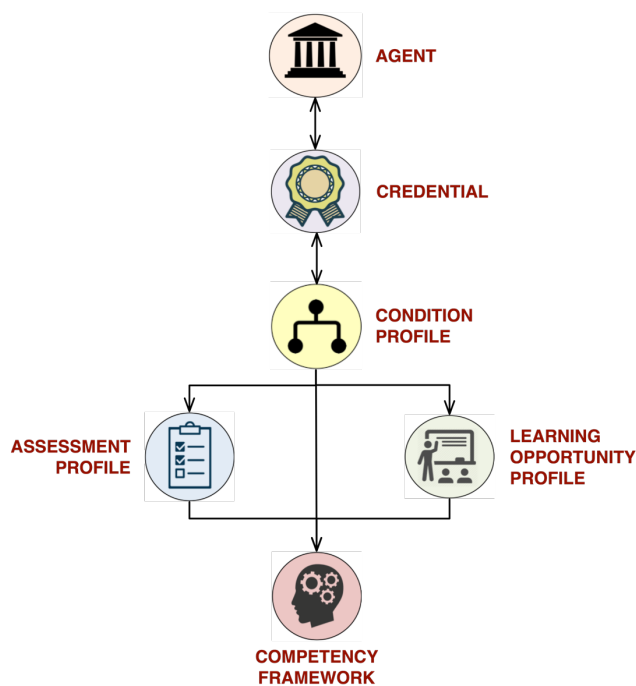 AGENT
CREDENTIAL
CONDITION
PROFILE
ASSESSMENT
PROFILE
LEARNING
OPPORTUNITY
PROFILE
COMPETENCY
FRAMEWORK